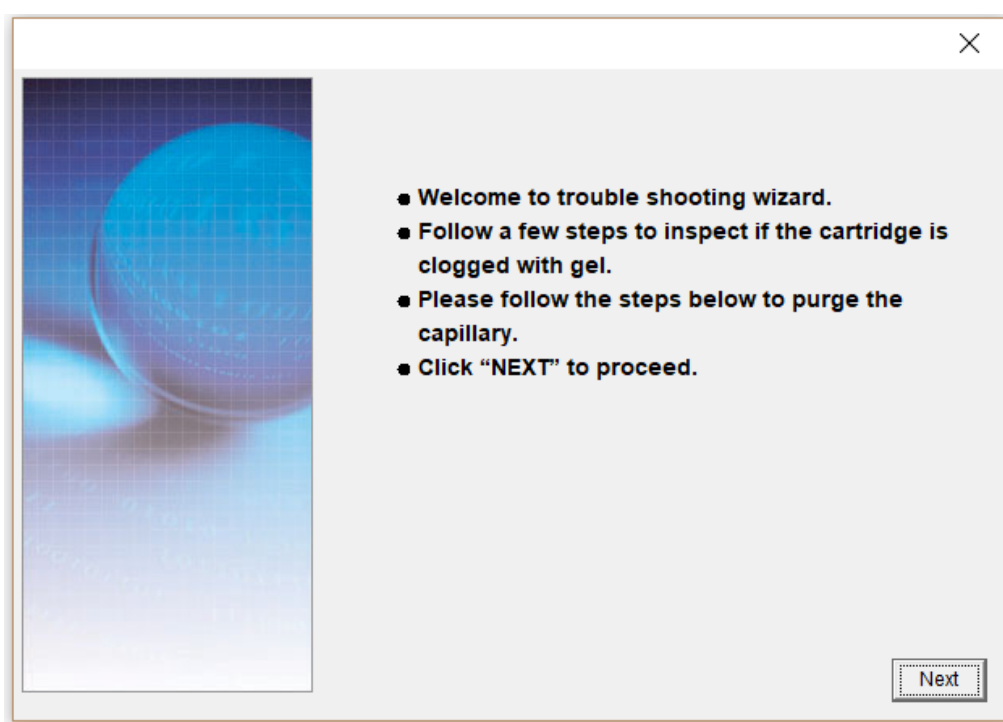 ● Welcome to trouble shooting wizard.
● Follow a few steps to inspect if the cartridge is
clogged with gel.
● Please follow the steps below to purge the
capillary.
● Click “NEXT” to proceed.
Next